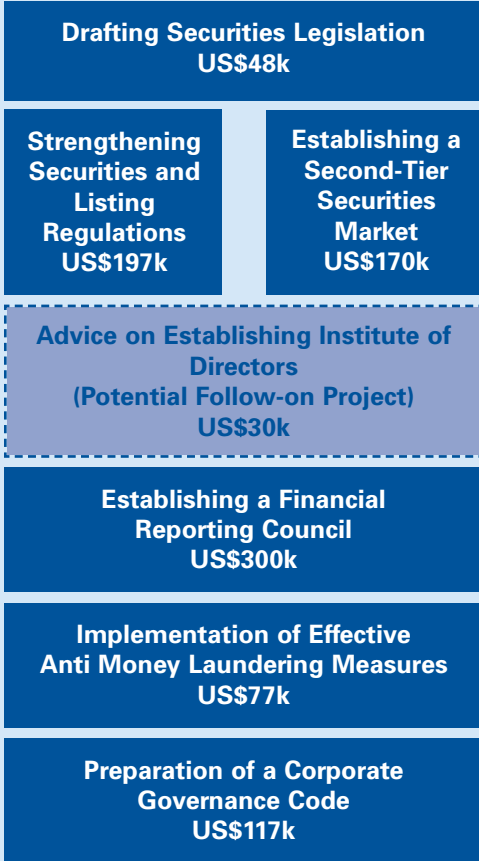 Drafting Securities Legislation
US$48k
Strengthening
Securities and
Listing
Regulations
US$197k
Establishing a
Second-Tier
Securities
Market
US$170k
Advice on Establishing Institute of
Directors
(Potential Follow-on Project)
US$30k
Establishing a Financial
Reporting Council
US$300k
Implementation of Effective
Anti Money Laundering Measures
US$77k
Preparation of a Corporate
Governance Code
US$117k